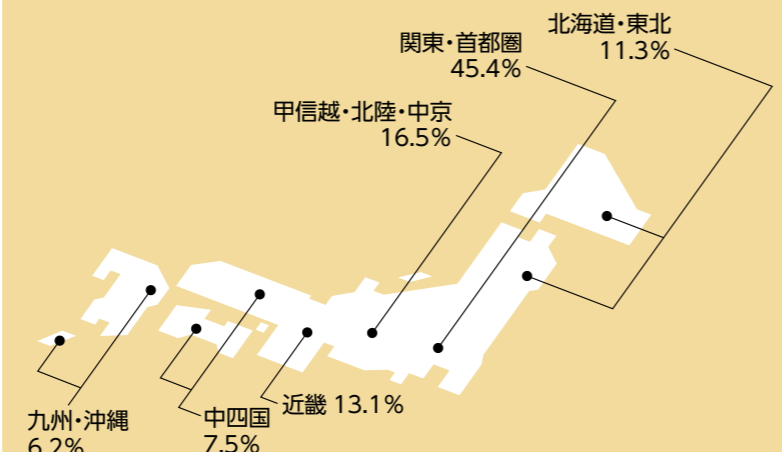 北海道・東北
11.3%
関東・首都圏
45.4%
甲信越・北陸・中京
16.5%
近畿 13.1%
中四国
7.5%
九州・沖縄
6.2%